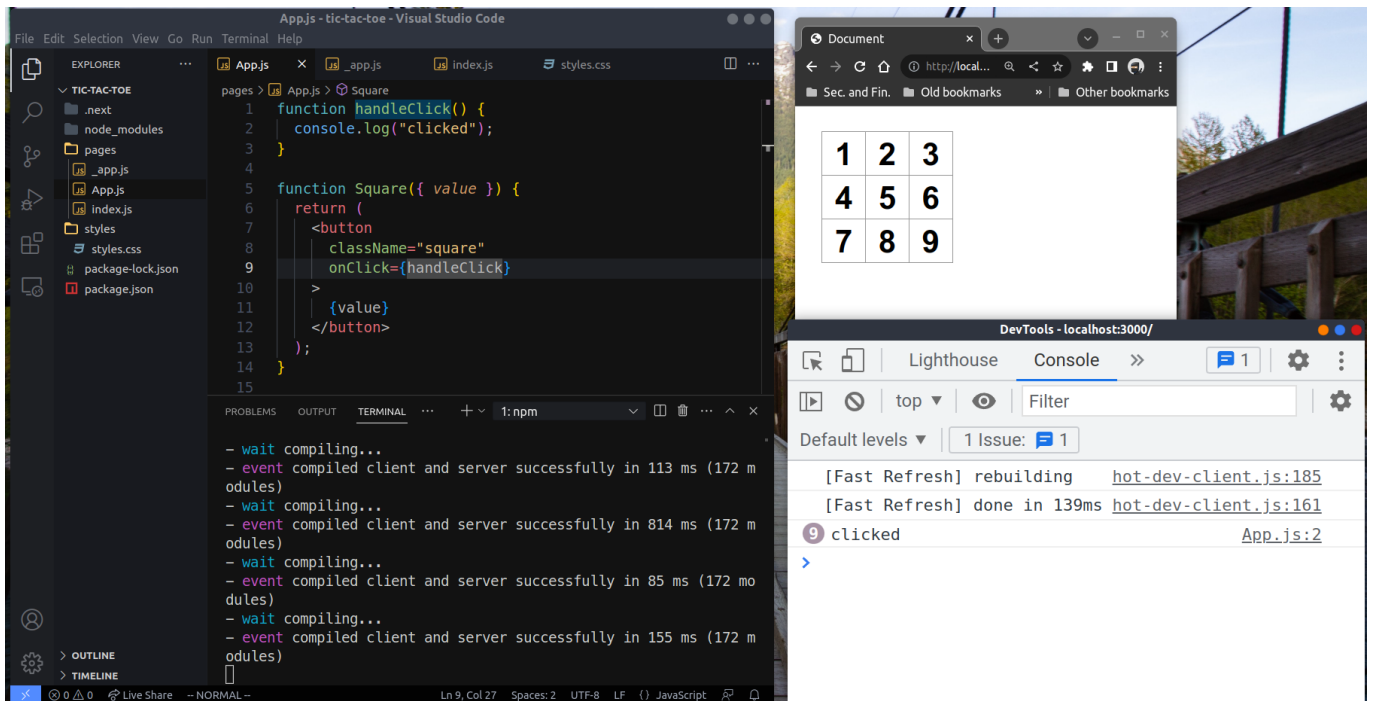 App.js - tic-tac-toe - Visual Studio Code
File Edit Selection View Go Run Terminal Help
EXPLORER
TIC-TAC-TOE
.next
node_modules
pages
_app.js
App.js
index.js
styles
styles.css
package-lock.json
package.json
OUTLINE
TIMELINE
App.js _app.js index.js styles.css
pages > App.js > Square
1 function handleClick() {
2 console.log("clicked");
3 }
4
5 function Square({ value }) {
6 return (
7 <button
8 className="square"
9 onClick={handleClick}
10 >
11 {value}
12 </button>
13 );
14 }
15
PROBLEMS OUTPUT TERMINAL 1: npm
– wait compiling...
– event compiled client and server successfully in 113 ms (172 m
odules)
– wait compiling...
– event compiled client and server successfully in 814 ms (172 m
odules)
– wait compiling...
– event compiled client and server successfully in 85 ms (172 mo
dules)
– wait compiling...
– event compiled client and server successfully in 155 ms (172 m
odules)
0 0 Live Share -- NORMAL -- Ln 9, Col 27 Spaces: 2 UTF-8 LF {} JavaScript
Document
http://local...
Sec. and Fin. Old bookmarks » Other bookmarks
1 2 3
4 5 6
7 8 9
DevTools - localhost:3000/
Lighthouse Console » 1
top Filter
Default levels 1 Issue: 1
[Fast Refresh] rebuilding hot-dev-client.js:185
[Fast Refresh] done in 139ms hot-dev-client.js:161
9 clicked App.js:2